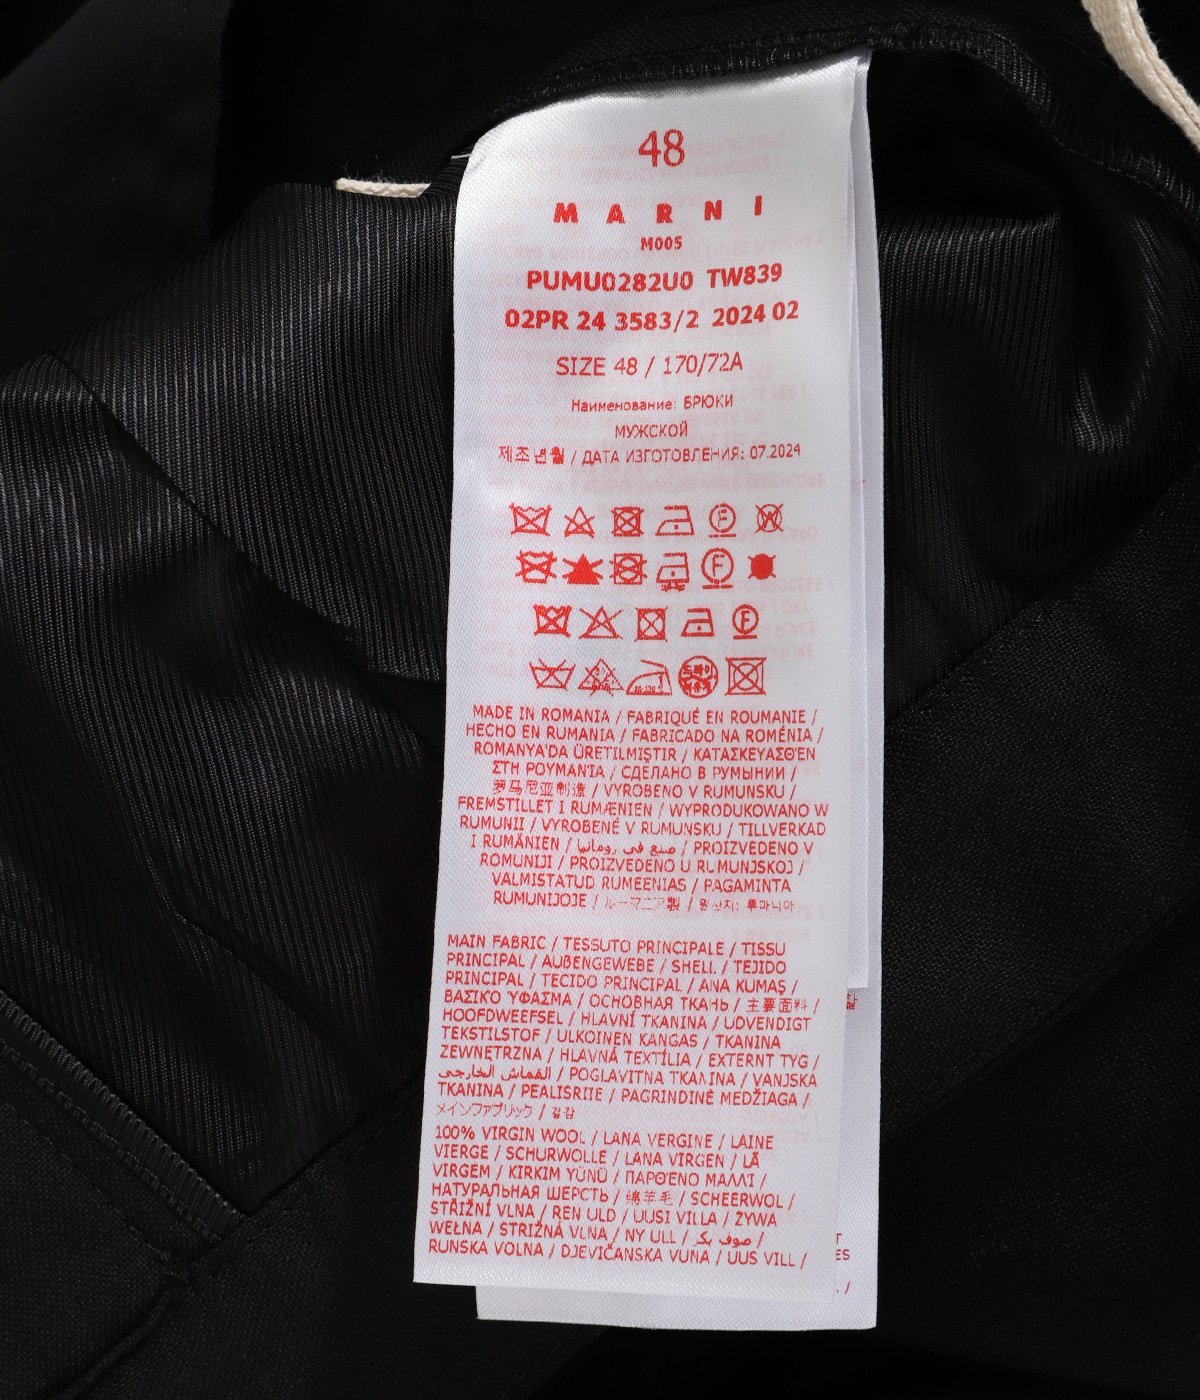 48
MARNI
M005
PUMU0282U0 TW839
02PR 24 3583/2 2024 02
SIZE 48 / 170/72A
Наименование: БРЮКИ
МУЖСКОЙ
제조년월 / ДАТА ИЗГОТОВЛЕНИЯ: 07.2024
MADE IN ROMANIA / FABRIQUÉ EN ROUMANIE /
HECHO EN RUMANIA / FABRICADO NA ROMÉNIA /
ROMANYA'DA ÜRETILMIŞTIR / ΚΑΤΑΣΚΕΥΑΣΘ'ΕΝ
ΣΤΗ ΡΟΥΜΑΝΊΑ / СДЕЛАНО В РУМЫНИИ /
罗马尼亚制造 / VYROBENO V RUMUNSKU /
FREMSTILLET I RUMÆNIEN / WYPRODUKOWANO W
RUMUNII / VYROBENÉ V RUMUNSKU / TILLVERKAD
I RUMÄNIEN / صنع في رومانيا / PROIZVEDENO V
ROMUNIJI / PROIZVEDENO U RUMUNJSKOJ /
VALMISTATUD RUMEENIAS / PAGAMINTA
RUMUNIJOJE / ルーマニア製 / 원산지: 루마니아
MAIN FABRIC / TESSUTO PRINCIPALE / TISSU
PRINCIPAL / AUßENGEWEBE / SHELL / TEJIDO
PRINCIPAL / TECIDO PRINCIPAL / ANA KUMAŞ /
ΒΑΣΙΚΟ ΥΦΑΣΜΑ / ОСНОВНАЯ ТКАНЬ / 主要面料 /
HOOFDWEEFSEL / HLAVNÍ TKANINA / UDVENDIGT
TEKSTILSTOF / ULKOINEN KANGAS / TKANINA
ZEWNĘTRZNA / HLAVNÁ TEXTÍLIA / EXTERNT TYG /
القماش الخارجي / POGLAVITNA TKANINA / VANJSKA
TKANINA / PEALISRIIE / PAGRINDINĖ MEDŽIAGA /
メインファブリック / 겉감
100% VIRGIN WOOL / LANA VERGINE / LAINE
VIERGE / SCHURWOLLE / LANA VIRGEN / LÃ
VIRGEM / KIRKIM YÜNÜ / ΠΑΡΘΕΝΟ ΜΑΛΛΙ /
НАТУРАЛЬНАЯ ШЕРСТЬ / 绵羊毛 / SCHEERWOL /
STŘIŽNÍ VLNA / REN ULD / UUSI VILLA / ŻYWA
WEŁNA / STRIŽNÁ VLNA / NY ULL / صوف بكر /
RUNSKA VOLNA / DJEVIČANSKA VUNA / UUS VILL /